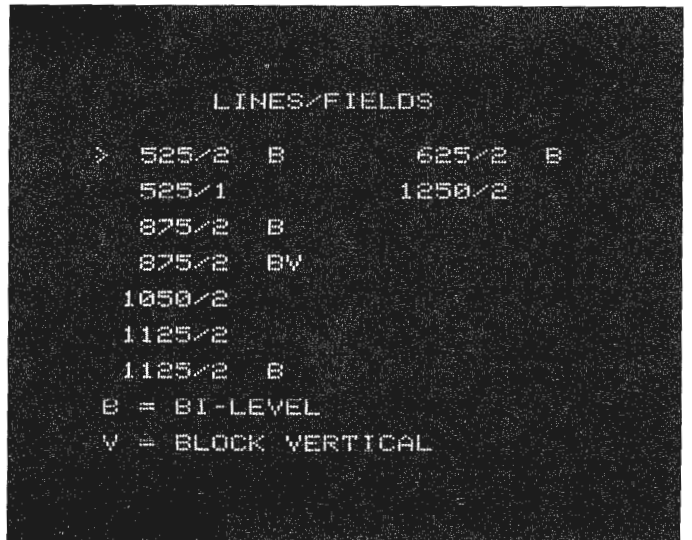 LINES/FIELDS
> 525/2 B 625/2 B
525/1 1250/2
875/2 B
875/2 BV
1050/2
1125/2
1125/2 B
B = BI-LEVEL
V = BLOCK VERTICAL